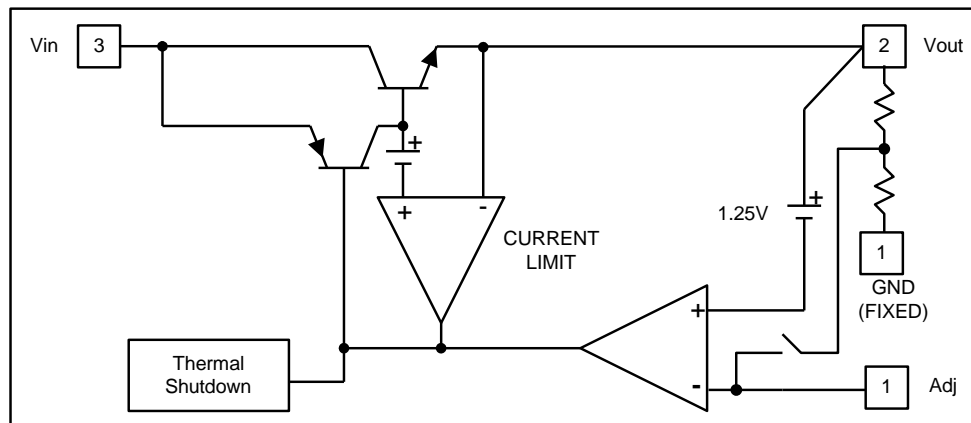 Vin 3 2 Vout
+
+ -
CURRENT
LIMIT
1.25V +
1
GND
(FIXED)
+
Thermal
Shutdown
- 1 Adj